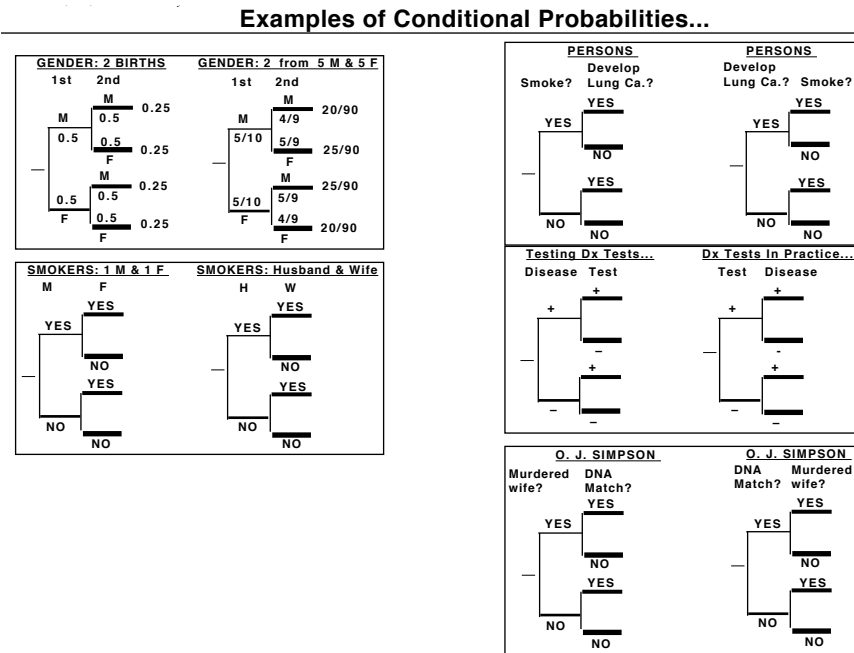 Examples of Conditional Probabilities...
GENDER: 2 BIRTHS
1st 2nd
M
M 0.5 0.25
0.5 0.5 0.25
F
M
0.5 0.5 0.25
F 0.5 0.25
F
GENDER: 2 from 5 M & 5 F
1st 2nd
M
M 4/9 20/90
5/10 5/9 25/90
F
M 25/90
5/10 5/9
F 4/9 20/90
F
SMOKERS: 1 M & 1 F
M F
YES
YES
NO
YES
NO
NO
SMOKERS: Husband & Wife
H W
YES
YES
NO
YES
NO
NO
PERSONS
Develop
Smoke? Lung Ca.?
YES
YES
NO
YES
NO
NO
PERSONS
Develop
Lung Ca.? Smoke?
YES
YES
NO
YES
NO
NO
Testing Dx Tests...
Disease Test
+
+
–
+
–
–
Dx Tests In Practice...
Test Disease
+
+
-
+
–
–
O. J. SIMPSON
Murdered DNA
wife? Match?
YES
YES
NO
YES
NO
NO
O. J. SIMPSON
DNA Murdered
Match? wife?
YES
YES
NO
YES
NO
NO